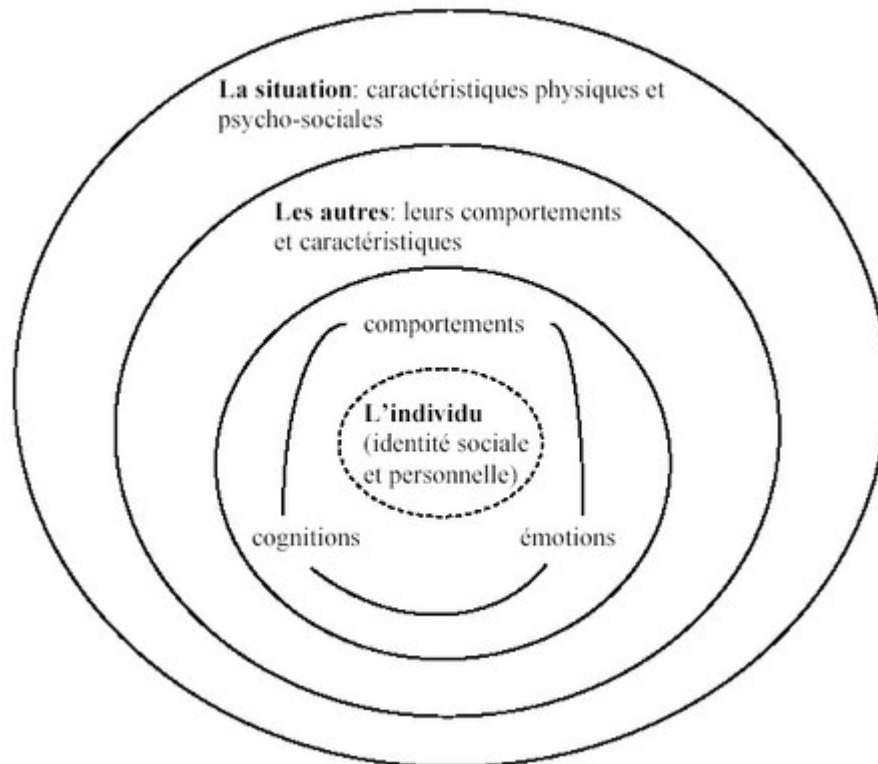 La situation: caractéristiques physiques et
psycho-sociales
Les autres: leurs comportements
et caractéristiques
comportements
L'individu
(identité sociale
et personnelle)
cognitions
émotions